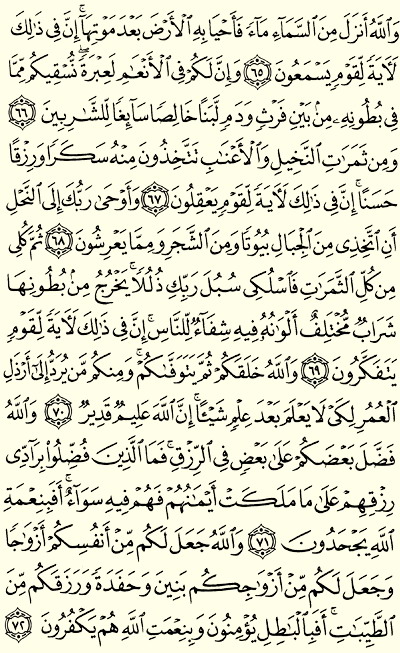 وَٱللَّهُ أَنزَلَ مِنَ ٱلسَّمَآءِ مَآءً فَأَحْيَا بِهِ ٱلْأَرْضَ بَعْدَ مَوْتِهَآ ۚ إِنَّ فِى ذَٰلِكَ
لَـَٔايَةً لِّقَوْمٍ يَسْمَعُونَ ٦٥ وَإِنَّ لَكُمْ فِى ٱلْأَنْعَٰمِ لَعِبْرَةً ۖ نُّسْقِيكُم مِّمَّا
فِى بُطُونِهِۦ مِنۢ بَيْنِ فَرْثٍ وَدَمٍ لَّبَنًا خَالِصًا سَآئِغًا لِّلشَّٰرِبِينَ ٦٦
وَمِن ثَمَرَٰتِ ٱلنَّخِيلِ وَٱلْأَعْنَٰبِ تَتَّخِذُونَ مِنْهُ سَكَرًا وَرِزْقًا
حَسَنًا ۗ إِنَّ فِى ذَٰلِكَ لَـَٔايَةً لِّقَوْمٍ يَعْقِلُونَ ٦٧ وَأَوْحَىٰ رَبُّكَ إِلَى ٱلنَّحْلِ
أَنِ ٱتَّخِذِى مِنَ ٱلْجِبَالِ بُيُوتًا وَمِنَ ٱلشَّجَرِ وَمِمَّا يَعْرِشُونَ ٦٨ ثُمَّ كُلِى
مِن كُلِّ ٱلثَّمَرَٰتِ فَٱسْلُكِى سُبُلَ رَبِّكِ ذُلُلًا ۚ يَخْرُجُ مِنۢ بُطُونِهَا
شَرَابٌ مُّخْتَلِفٌ أَلْوَٰنُهُۥ فِيهِ شِفَآءٌ لِّلنَّاسِ ۗ إِنَّ فِى ذَٰلِكَ لَـَٔايَةً لِّقَوْمٍ
يَتَفَكَّرُونَ ٦٩ وَٱللَّهُ خَلَقَكُمْ ثُمَّ يَتَوَفَّىٰكُمْ ۚ وَمِنكُم مَّن يُرَدُّ إِلَىٰٓ أَرْذَلِ
ٱلْعُمُرِ لِكَىْ لَا يَعْلَمَ بَعْدَ عِلْمٍ شَيْـًٔا ۚ إِنَّ ٱللَّهَ عَلِيمٌ قَدِيرٌ ٧٠ وَٱللَّهُ
فَضَّلَ بَعْضَكُمْ عَلَىٰ بَعْضٍ فِى ٱلرِّزْقِ ۚ فَمَا ٱلَّذِينَ فُضِّلُوا۟ بِرَآدِّى
رِزْقِهِمْ عَلَىٰ مَا مَلَكَتْ أَيْمَٰنُهُمْ فَهُمْ فِيهِ سَوَآءٌ ۚ أَفَبِنِعْمَةِ
ٱللَّهِ يَجْحَدُونَ ٧١ وَٱللَّهُ جَعَلَ لَكُم مِّنْ أَنفُسِكُمْ أَزْوَٰجًا
وَجَعَلَ لَكُم مِّنْ أَزْوَٰجِكُم بَنِينَ وَحَفَدَةً وَرَزَقَكُم مِّنَ
ٱلطَّيِّبَٰتِ ۚ أَفَبِٱلْبَٰطِلِ يُؤْمِنُونَ وَبِنِعْمَتِ ٱللَّهِ هُمْ يَكْفُرُونَ ٧٢